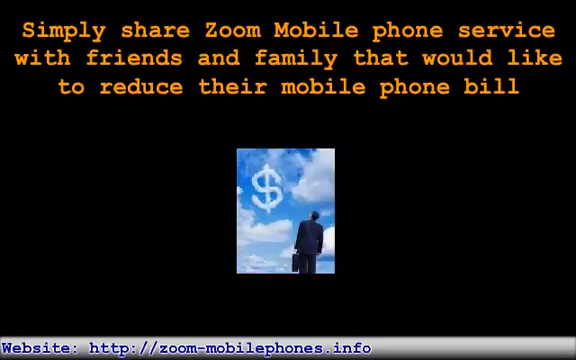 Simply share Zoom Mobile phone service
with friends and family that would like
to reduce their mobile phone bill
$
Website: http://zoom-mobilephones.info